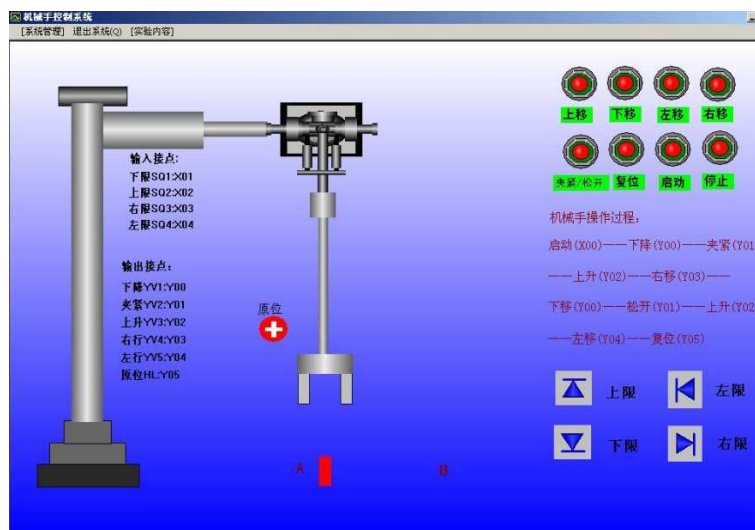 机械手控制系统
[系统管理] 退出系统(Q) [实验内容]
上移 下移 左移 右移
夹紧/松开 复位 启动 停止
输入接点:
下限SQ1:X01
上限SQ2:X02
右限SQ3:X03
左限SQ4:X04
输出接点:
下降YV1:Y00
夹紧YV2:Y01
上升YV3:Y02
右行YV4:Y03
左行YV5:Y04
原位HL:Y05
原位
机械手操作过程:
启动(X00)——下降(Y00)——夹紧(Y01
——上升(Y02)——右移(Y03)——
下移(Y00)——松开(Y01)——上升(Y02
——左移(Y04)——复位(Y05)
上限 左限
下限 右限
A B